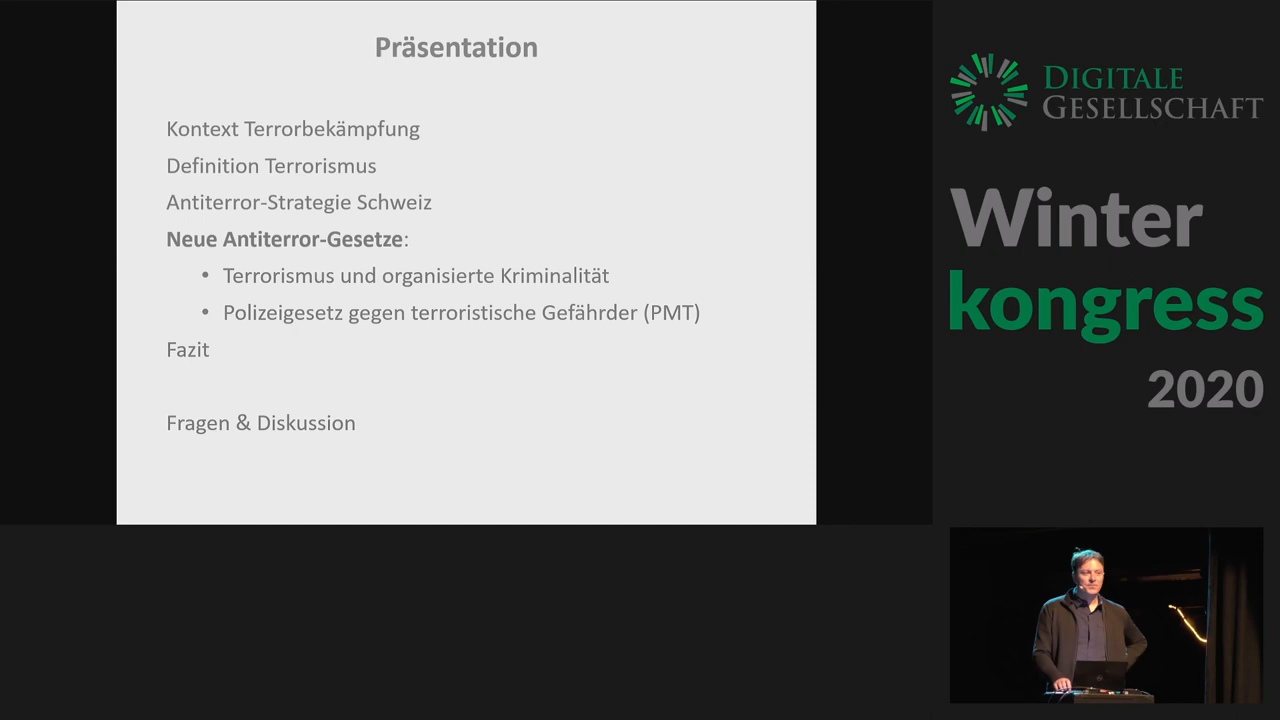 Präsentation
Kontext Terrorbekämpfung
Definition Terrorismus
Antiterror-Strategie Schweiz
Neue Antiterror-Gesetze:
• Terrorismus und organisierte Kriminalität
• Polizeigesetz gegen terroristische Gefährder (PMT)
Fazit
Fragen & Diskussion
DIGITALE
GESELLSCHAFT
Winter
kongress
2020